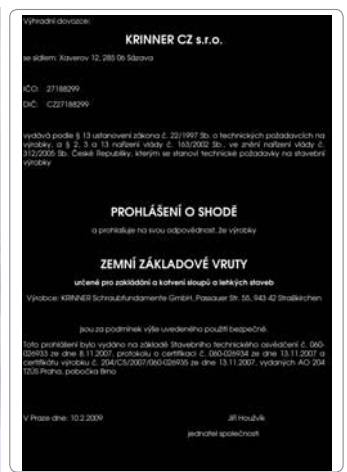 Výhradní dovozce:
KRINNER CZ s.r.o.
se sídlem: Xaverov 12, 285 06 Sázava
IČO: 27188299
DIČ: CZ27188299
vydává podle § 13 ustanovení zákona č. 22/1997 Sb. o technických požadavcích na
výrobky, a § 2, 3 a 13 nařízení vlády č. 163/2002 Sb., ve znění nařízení vlády č.
312/2005 Sb. České Republiky, kterým se stanoví technické požadavky na stavební
výrobky
PROHLÁŠENÍ O SHODĚ
a prohlašuje na svou odpovědnost, že výrobky
ZEMNÍ ZÁKLADOVÉ VRUTY
určené pro zakládání a kotvení sloupů a lehkých staveb
Výrobce: KRINNER Schraubfundamente GmbH, Passauer Str. 55, 943 42 Straßkirchen
jsou za podmínek výše uvedeného použití bezpečné.
Toto prohlášení bylo vydáno na základě Stavebního technického osvědčení č. 060-
026933 ze dne 8.11.2007, protokolu o certifikaci č. 060-026934 ze dne 13.11.2007 a
certifikátu výrobku č. 204/C5/2007/060-026935 ze dne 13.11.2007, vydaných AO 204
TZÚS Praha, pobočka Brno
V Praze dne: 10.2.2009 Jiří Houžvík
jednatel společnosti